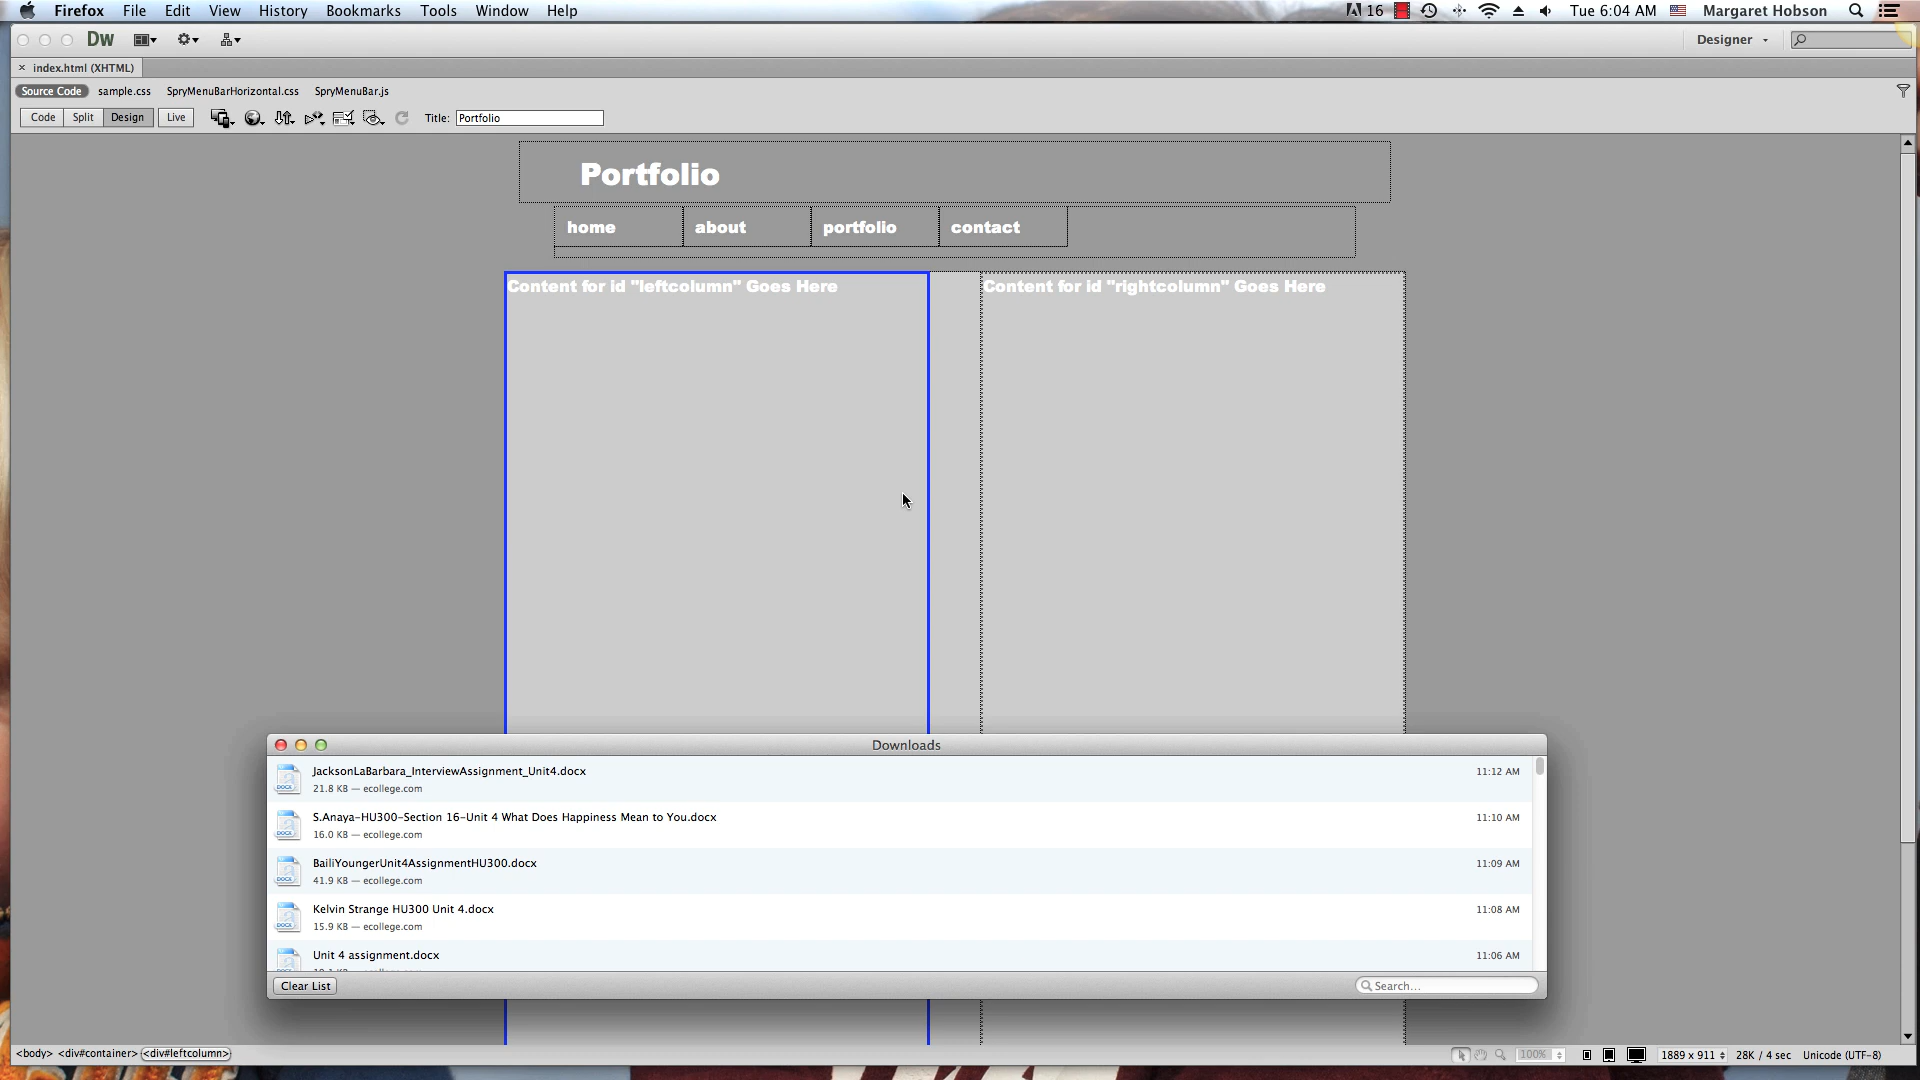 Firefox File Edit View History Bookmarks Tools Window Help 16 Tue 6:04 AM Margaret Hobson
Dw Designer
× index.html (XHTML)
Source Code sample.css SpryMenuBarHorizontal.css SpryMenuBar.js
Code Split Design Live Title: Portfolio
Portfolio
home about portfolio contact
Content for id "leftcolumn" Goes Here Content for id "rightcolumn" Goes Here
Downloads
JacksonLaBarbara_InterviewAssignment_Unit4.docx 11:12 AM
21.8 KB — ecollege.com
S.Anaya-HU300-Section 16-Unit 4 What Does Happiness Mean to You.docx 11:10 AM
16.0 KB — ecollege.com
BailiYoungerUnit4AssignmentHU300.docx 11:09 AM
41.9 KB — ecollege.com
Kelvin Strange HU300 Unit 4.docx 11:08 AM
15.9 KB — ecollege.com
Unit 4 assignment.docx 11:06 AM
Clear List Search...
<body> <div#container> <div#leftcolumn> 100% 1889 x 911 28K / 4 sec Unicode (UTF-8)